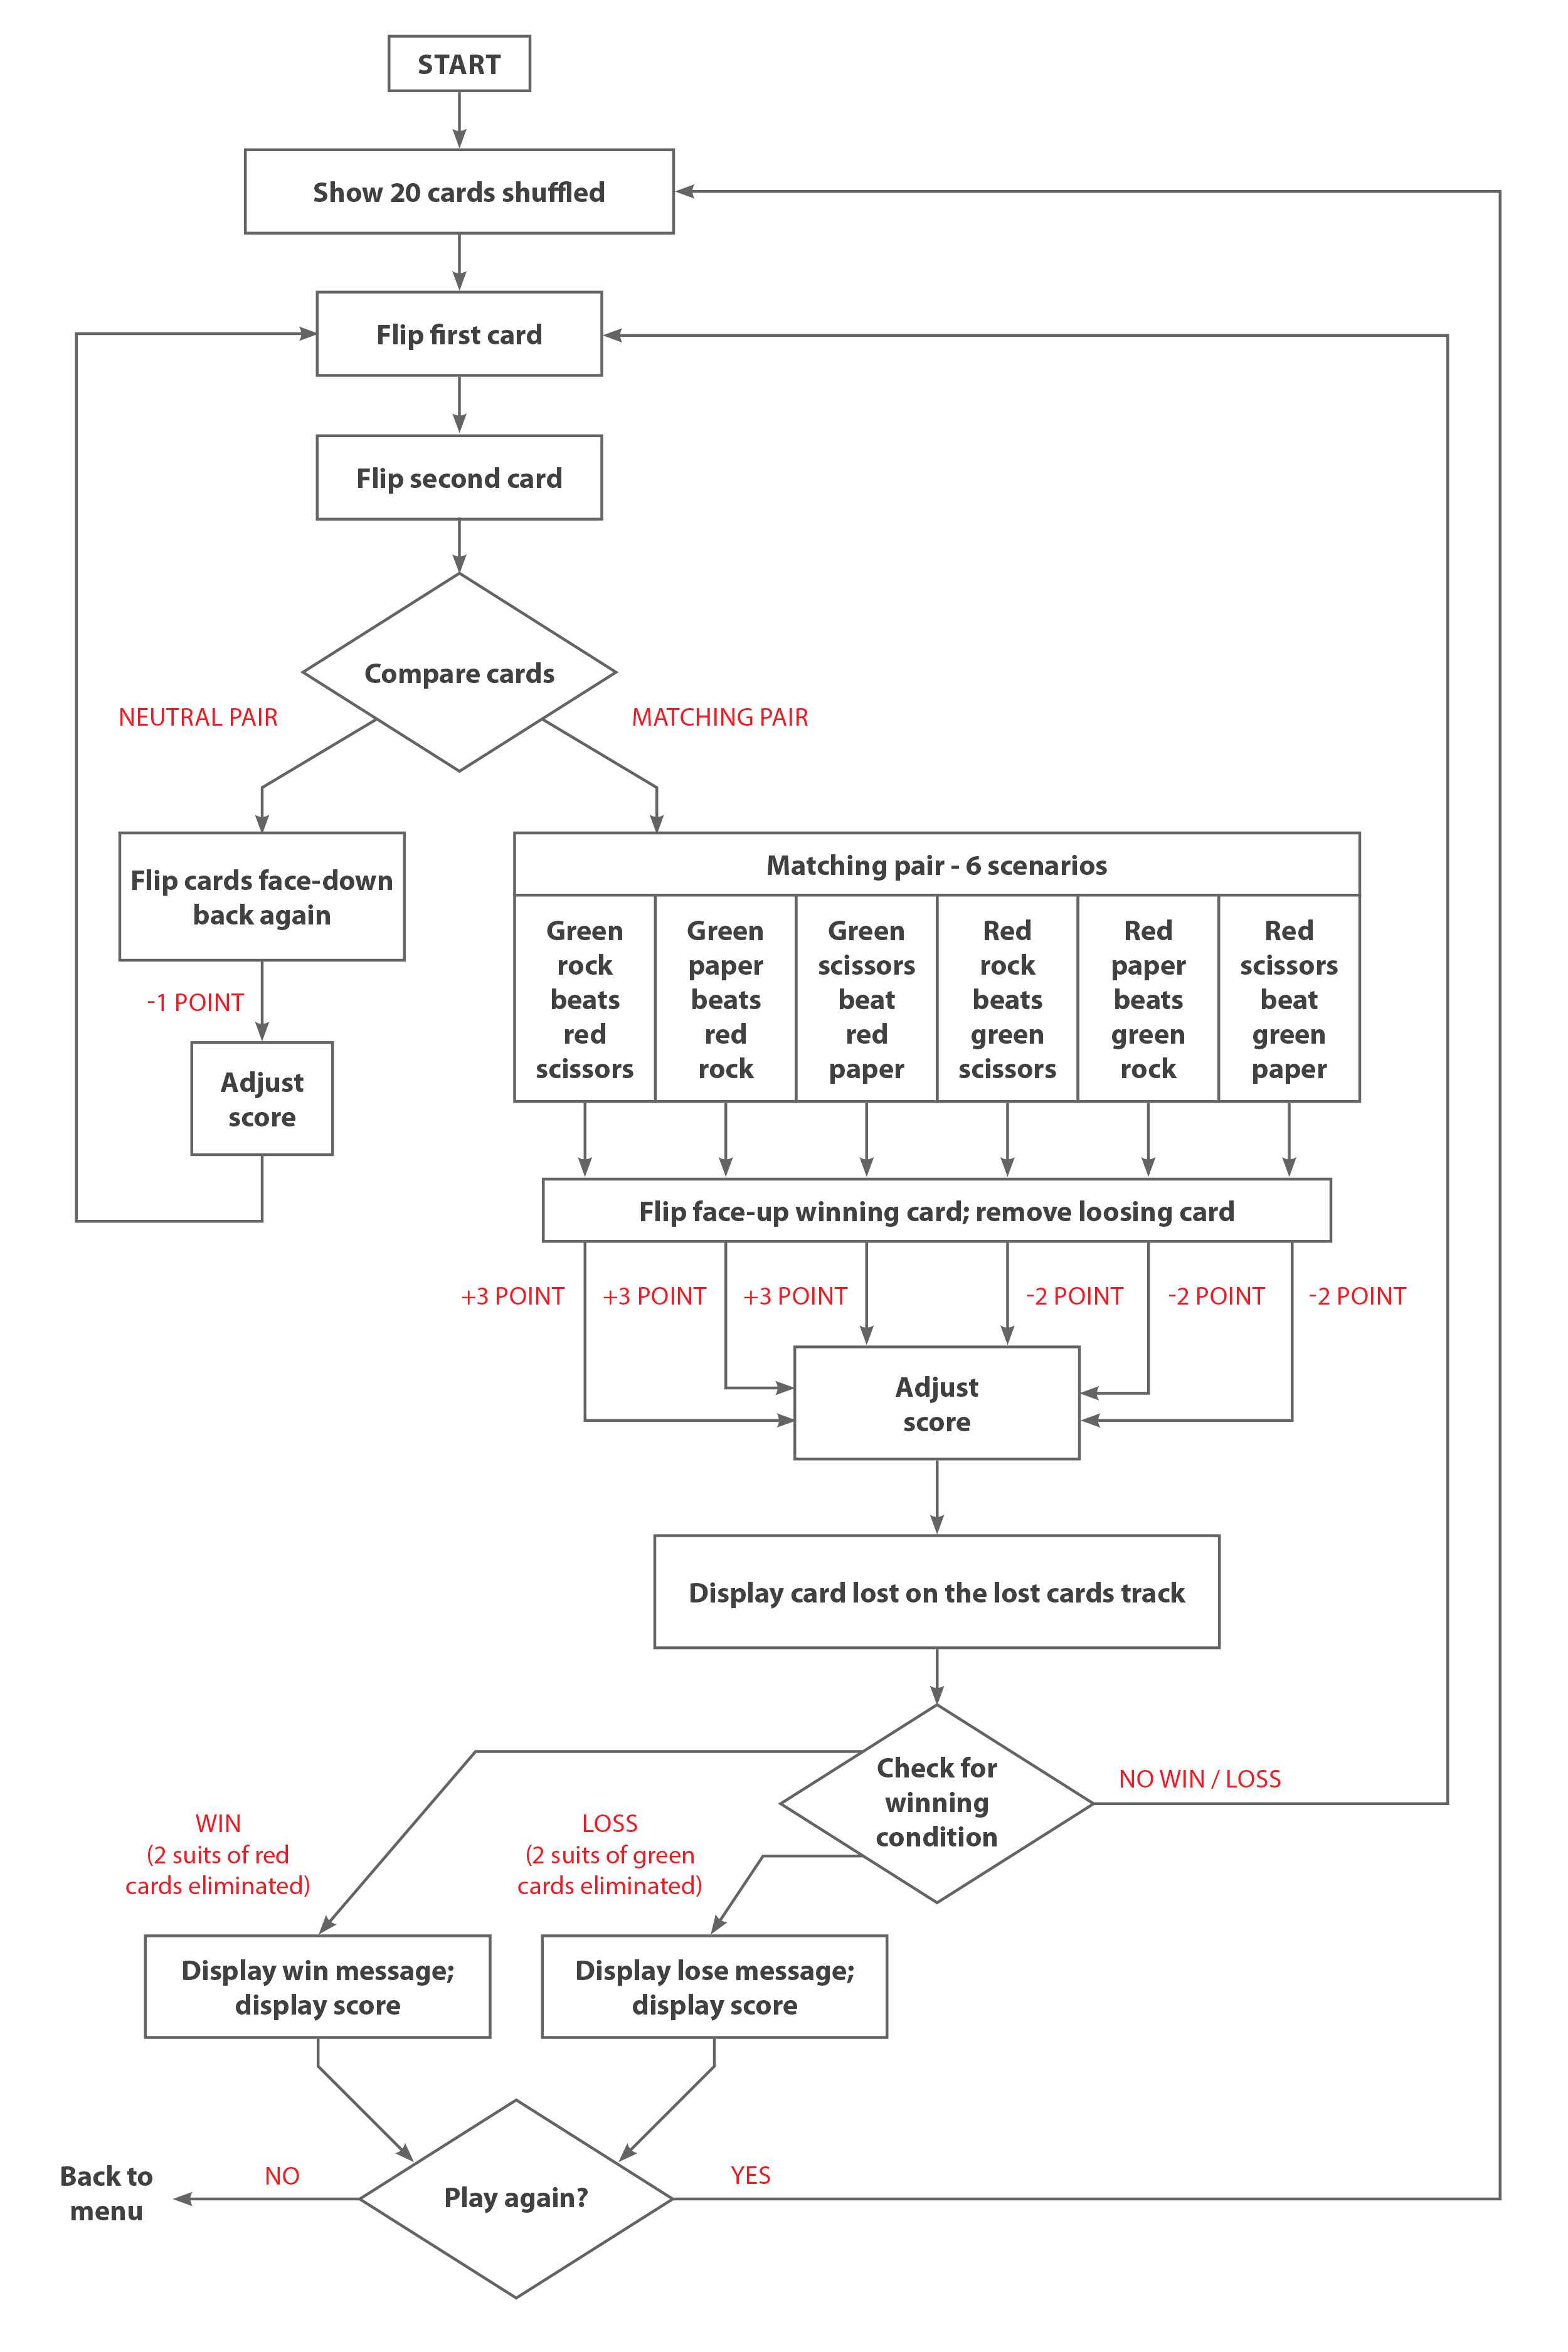 START
Show 20 cards shuffled
Flip first card
Flip second card
Compare cards
NEUTRAL PAIR
MATCHING PAIR
Flip cards face-down
back again
-1 POINT
Adjust
score
Matching pair - 6 scenarios
Green
rock
beats
red
scissors
Green
paper
beats
red
rock
Green
scissors
beat
red
paper
Red
rock
beats
green
scissors
Red
paper
beats
green
rock
Red
scissors
beat
green
paper
Flip face-up winning card; remove loosing card
+3 POINT
+3 POINT
+3 POINT
-2 POINT
-2 POINT
-2 POINT
Adjust
score
Display card lost on the lost cards track
Check for
winning
condition
NO WIN / LOSS
WIN
(2 suits of red
cards eliminated)
LOSS
(2 suits of green
cards eliminated)
Display win message;
display score
Display lose message;
display score
Play again?
NO
YES
Back to
menu